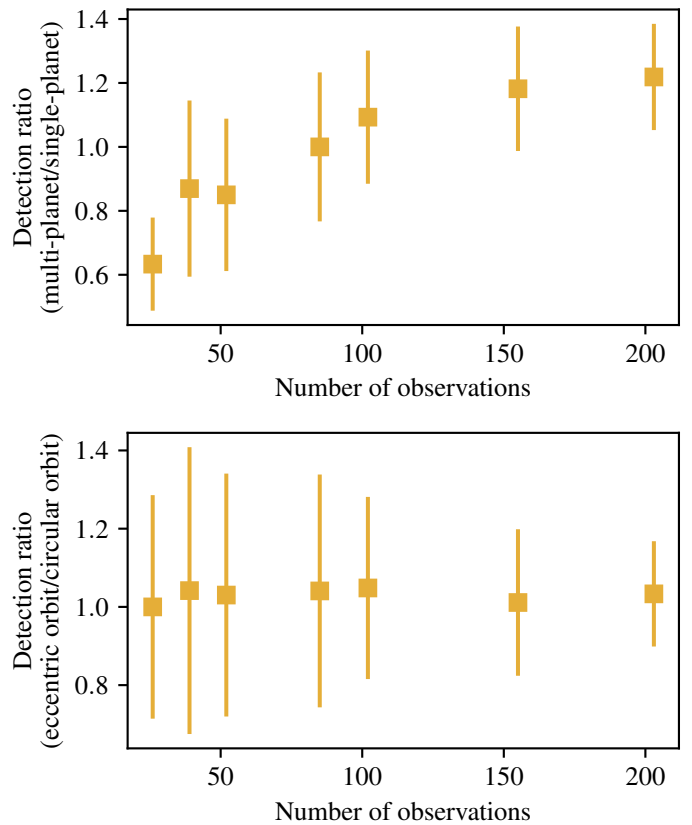 Detection ratio
(multi-planet/single-planet)
1.4
1.2
1.0
0.8
0.6
50 100 150 200
Number of observations
Detection ratio
(eccentric orbit/circular orbit)
1.4
1.2
1.0
0.8
50 100 150 200
Number of observations